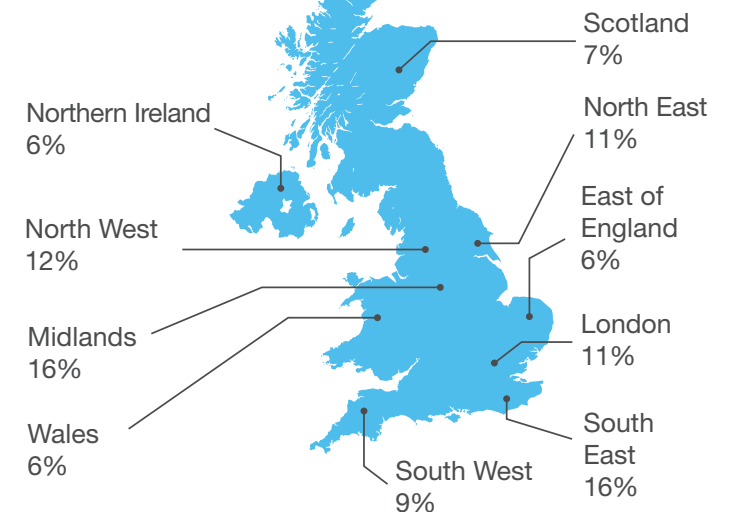 Scotland
7%
Northern Ireland
6%
North East
11%
East of
England
6%
North West
12%
London
11%
Midlands
16%
South
East
16%
Wales
6%
South West
9%